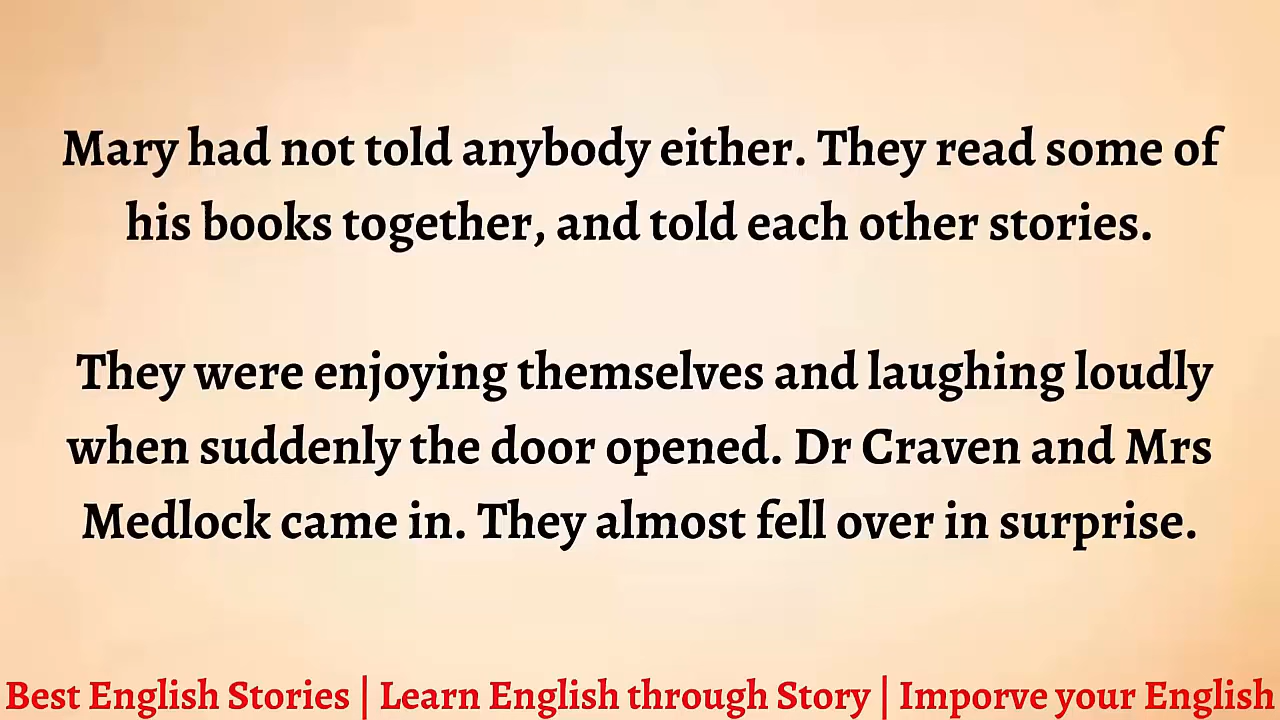 Mary had not told anybody either. They read some of
his books together, and told each other stories.
They were enjoying themselves and laughing loudly
when suddenly the door opened. Dr Craven and Mrs
Medlock came in. They almost fell over in surprise.
Best English Stories | Learn English through Story | Imporve your English